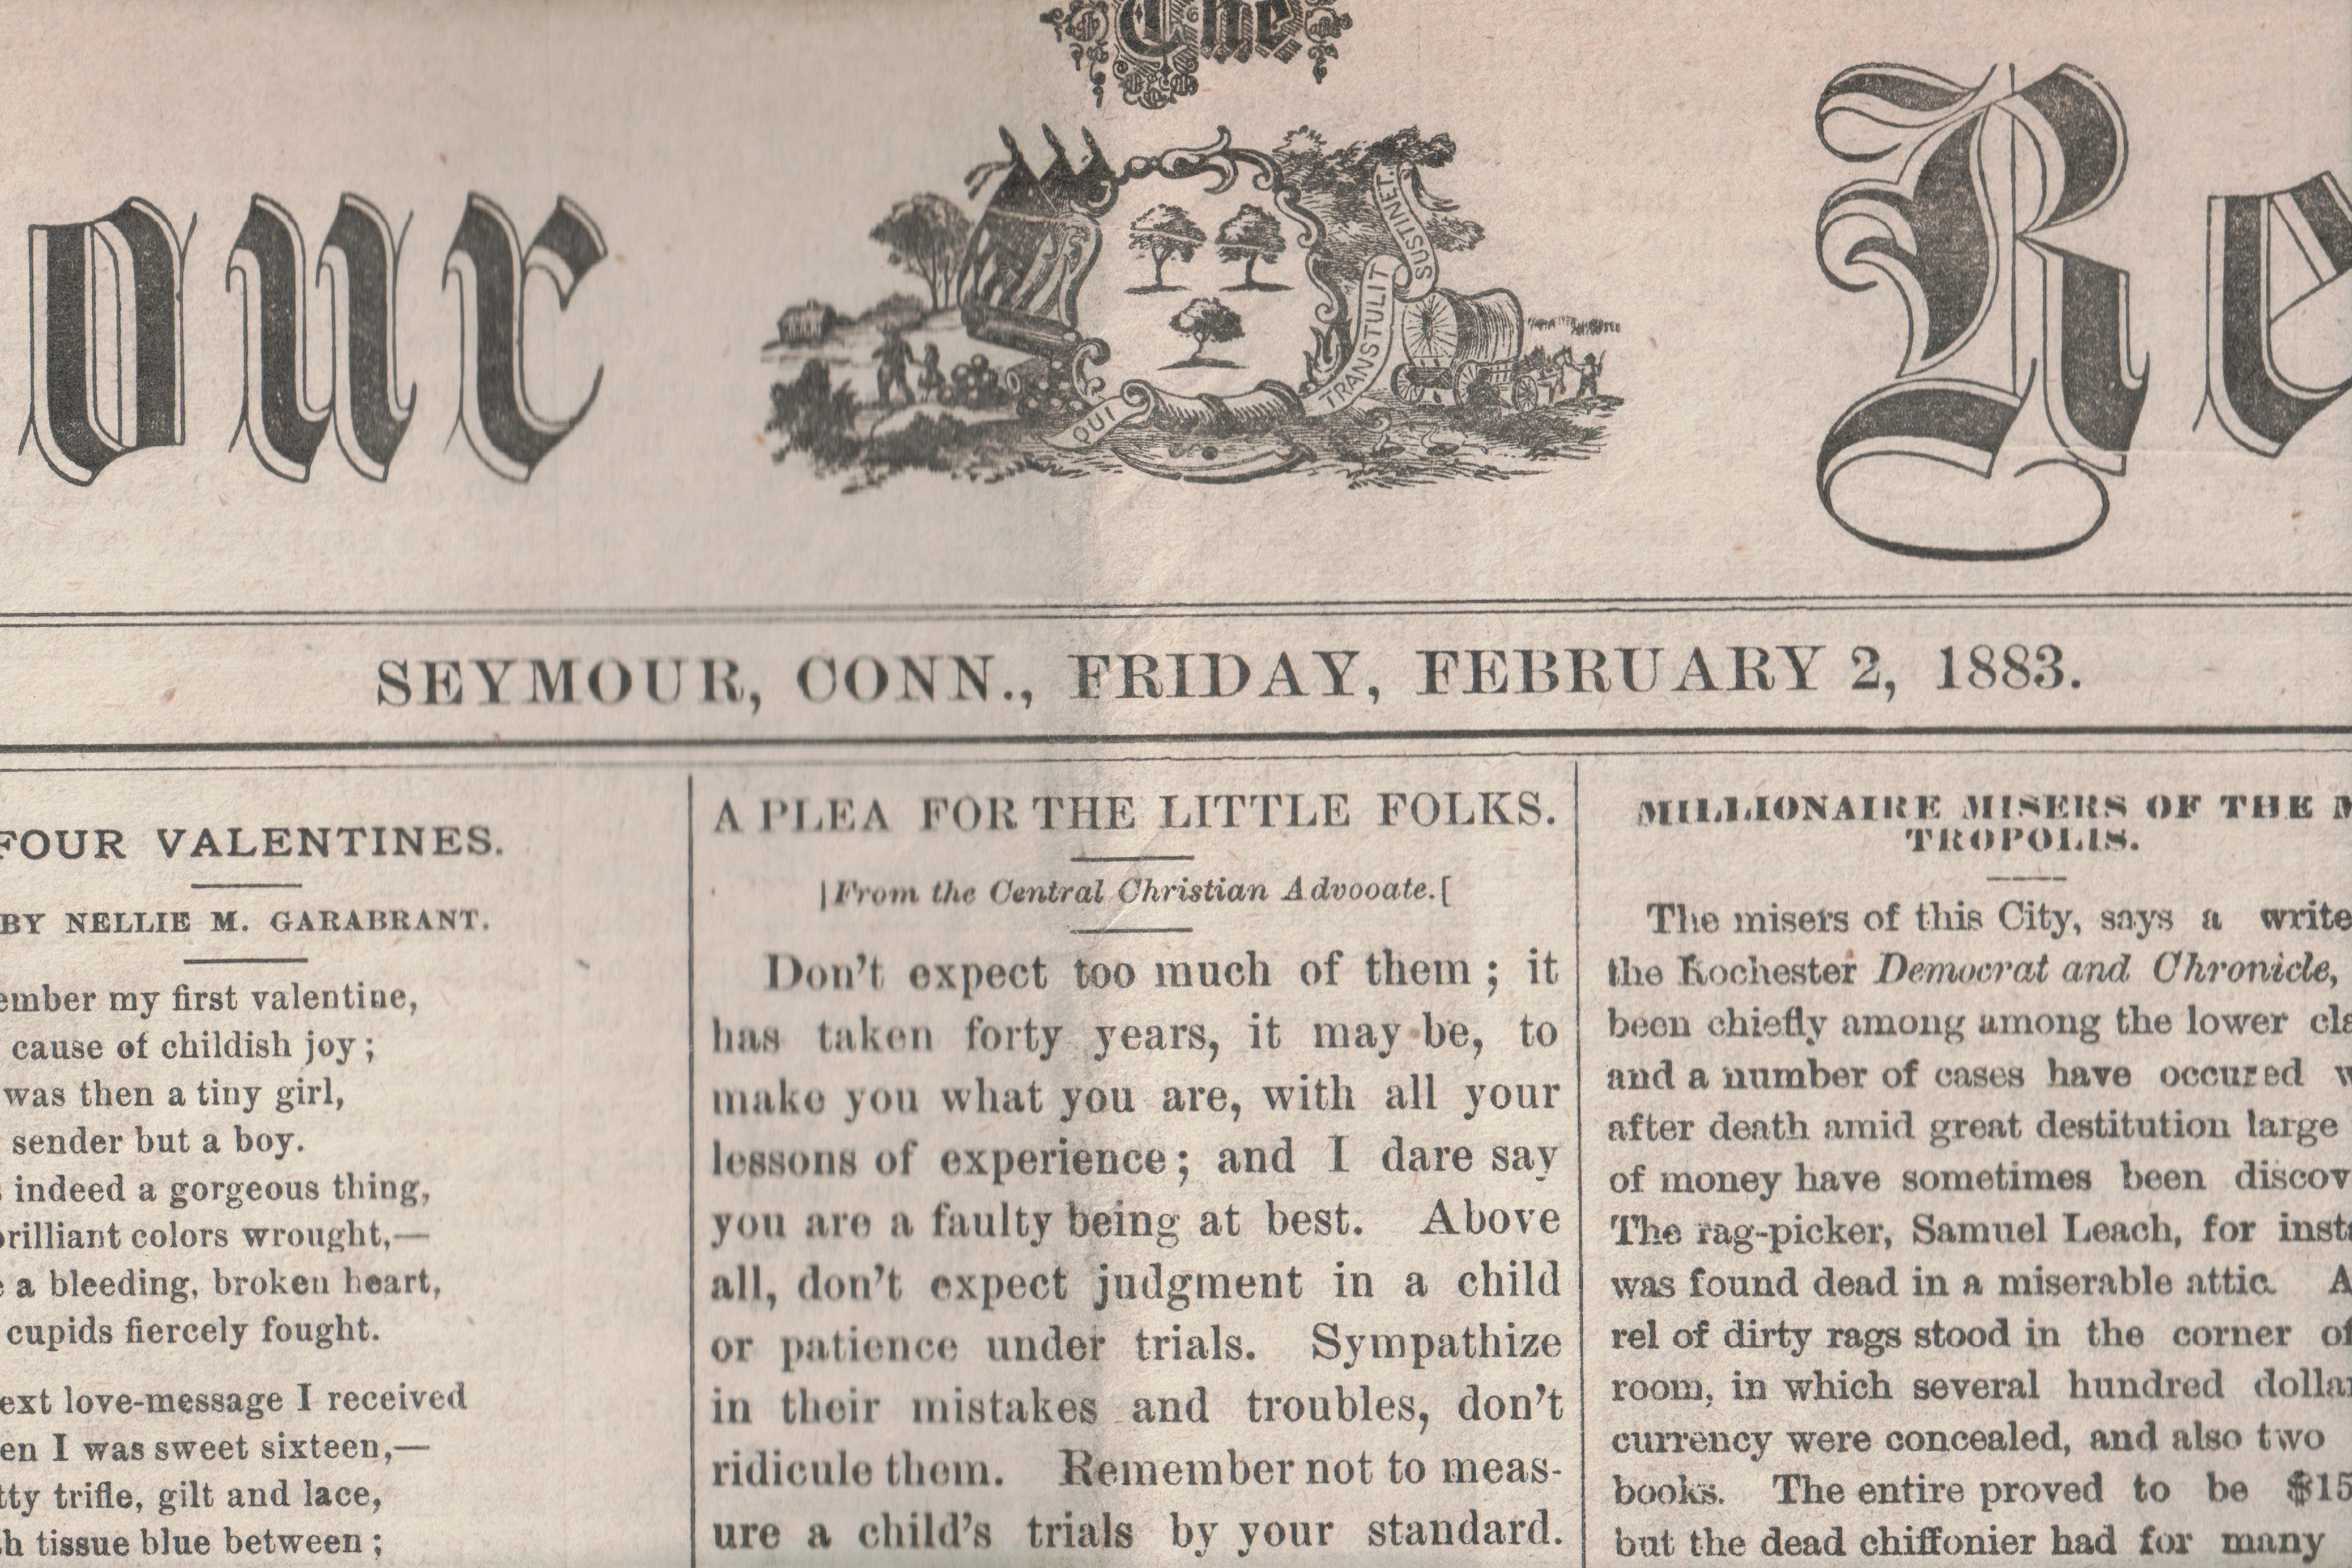 The
our Re
SUSTINET.
TRANSTULIT
QUI
SEYMOUR, CONN., FRIDAY, FEBRUARY 2, 1883.
FOUR VALENTINES.
BY NELLIE M. GARABRANT.
ember my first valentine,
cause of childish joy;
was then a tiny girl,
sender but a boy.
s indeed a gorgeous thing,
brilliant colors wrought,—
e a bleeding, broken heart,
cupids fiercely fought.
ext love-message I received
en I was sweet sixteen,—
tty trifle, gilt and lace,
th tissue blue between;
A PLEA FOR THE LITTLE FOLKS.
|From the Central Christian Advooate.[
Don't expect too much of them; it
has taken forty years, it may be, to
make you what you are, with all your
lessons of experience; and I dare say
you are a faulty being at best. Above
all, don't expect judgment in a child
or patience under trials. Sympathize
in their mistakes and troubles, don't
ridicule them. Remember not to meas-
ure a child's trials by your standard.
MILLIONAIRE MISERS OF THE M
TROPOLIS.
The misers of this City, says a write
the Rochester Democrat and Chronicle,
been chiefly among among the lower cla
and a number of cases have occured w
after death amid great destitution large
of money have sometimes been discov
The rag-picker, Samuel Leach, for insta
was found dead in a miserable attic. A
rel of dirty rags stood in the corner of
room, in which several hundred dollar
currency were concealed, and also two
books. The entire proved to be $15
but the dead chiffonier had for many